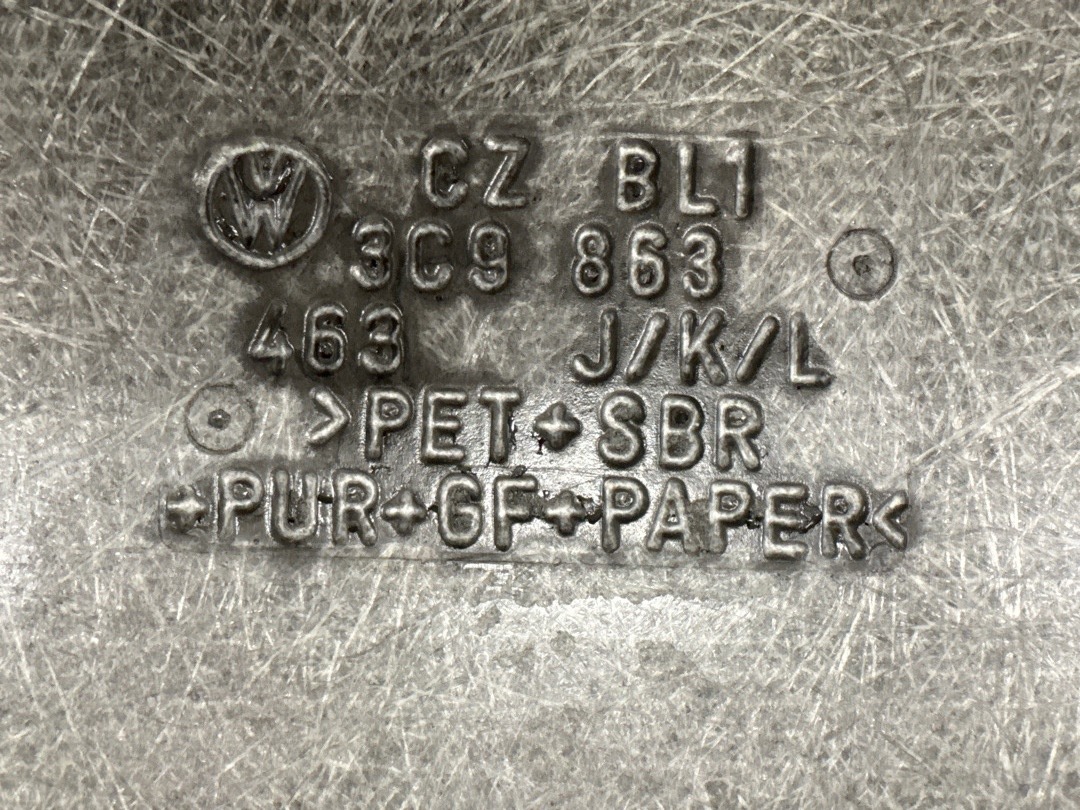 CZ BL1
3C9 863
463 J/K/L
>PET+SBR
+PUR+GF+PAPER<